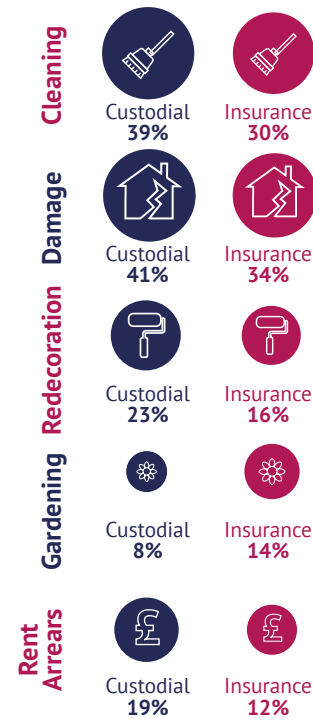 Cleaning
Custodial
39%
Insurance
30%
Damage
Custodial
41%
Insurance
34%
Redecoration
Custodial
23%
Insurance
16%
Gardening
Custodial
8%
Insurance
14%
Rent
Arrears
£
£
Custodial
19%
Insurance
12%